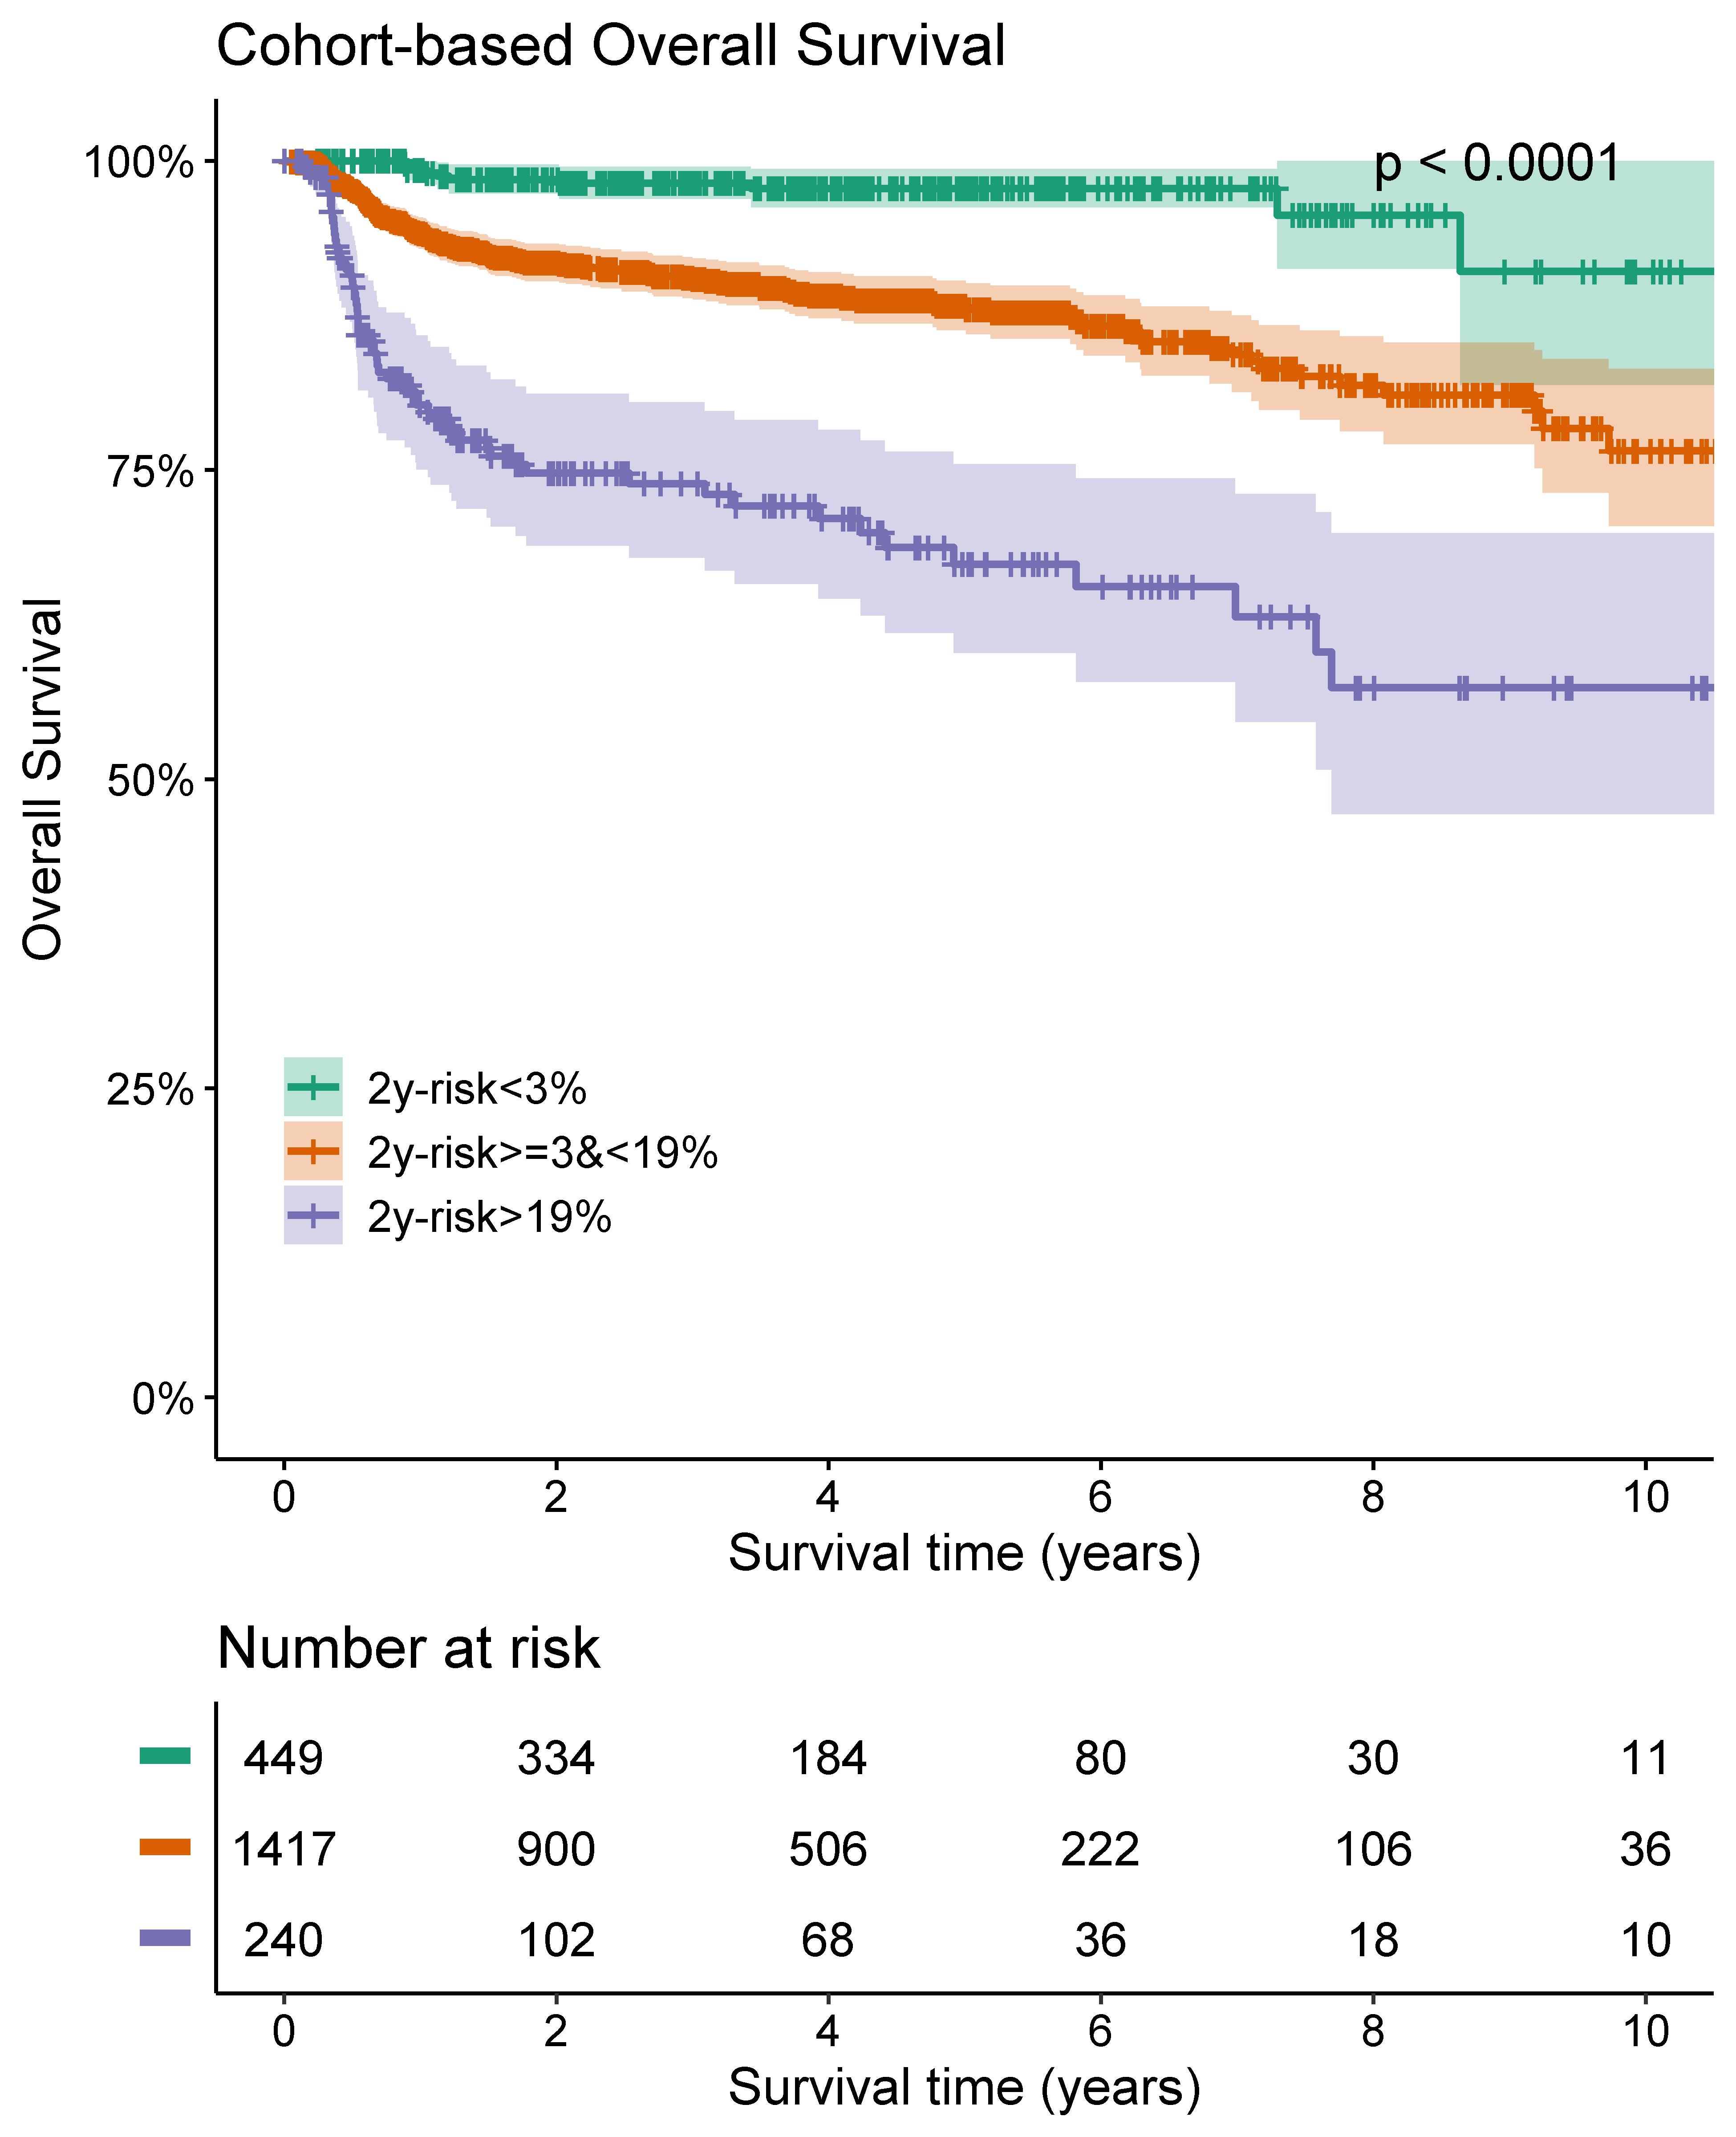 Cohort-based Overall Survival
p < 0.0001
100%
75%
50%
25%
0%
Overall Survival
2y-risk<3%
2y-risk>=3&<19%
2y-risk>19%
0 2 4 6 8 10
Survival time (years)
Number at risk
449 334 184 80 30 11
1417 900 506 222 106 36
240 102 68 36 18 10
0 2 4 6 8 10
Survival time (years)